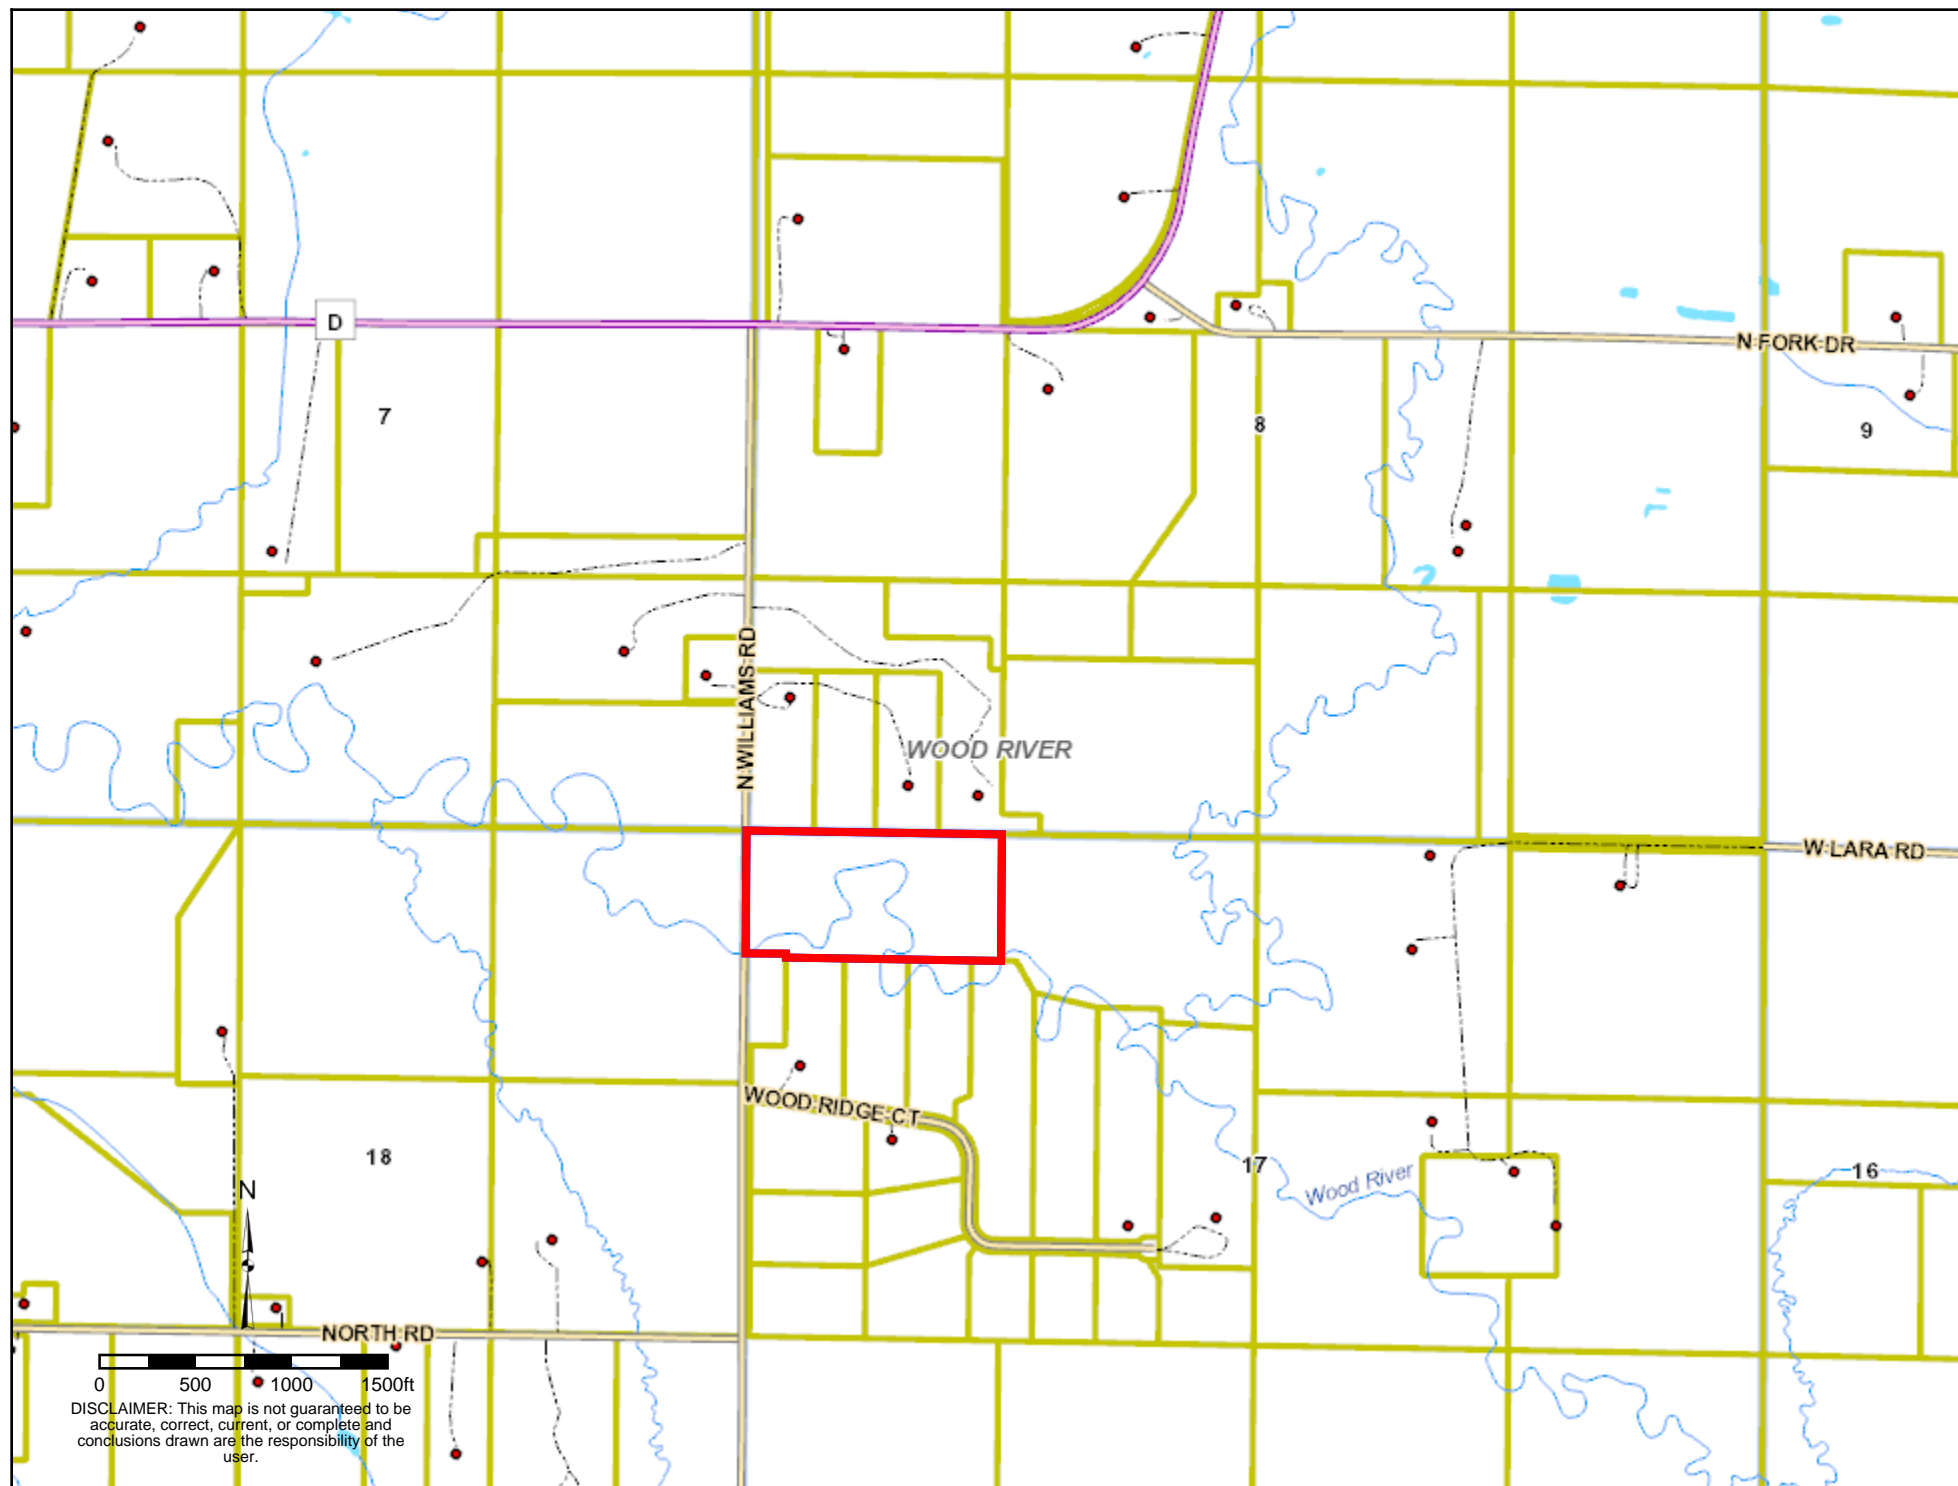 D
N FORK DR
7
8
9
N WILLIAMS RD
WOOD RIVER
W LARA RD
WOOD RIDGE CT
18
17
Wood River
16
N
NORTH RD
0 500 1000 1500ft
DISCLAIMER: This map is not guaranteed to be
accurate, correct, current, or complete and
conclusions drawn are the responsibility of the
user.